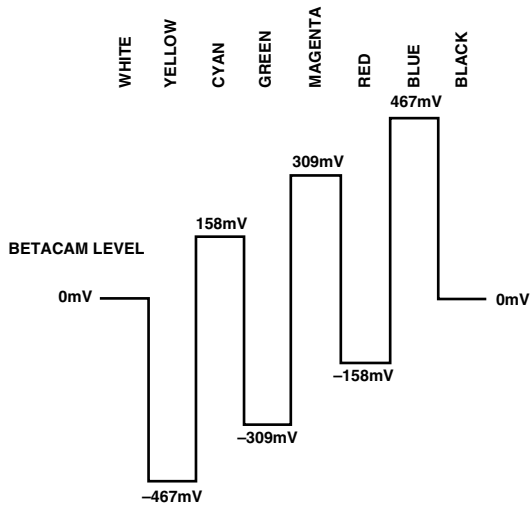 WHITE
YELLOW
CYAN
GREEN
MAGENTA
RED
BLUE
BLACK
467mV
309mV
158mV
BETACAM LEVEL
0mV
0mV
–158mV
–309mV
–467mV